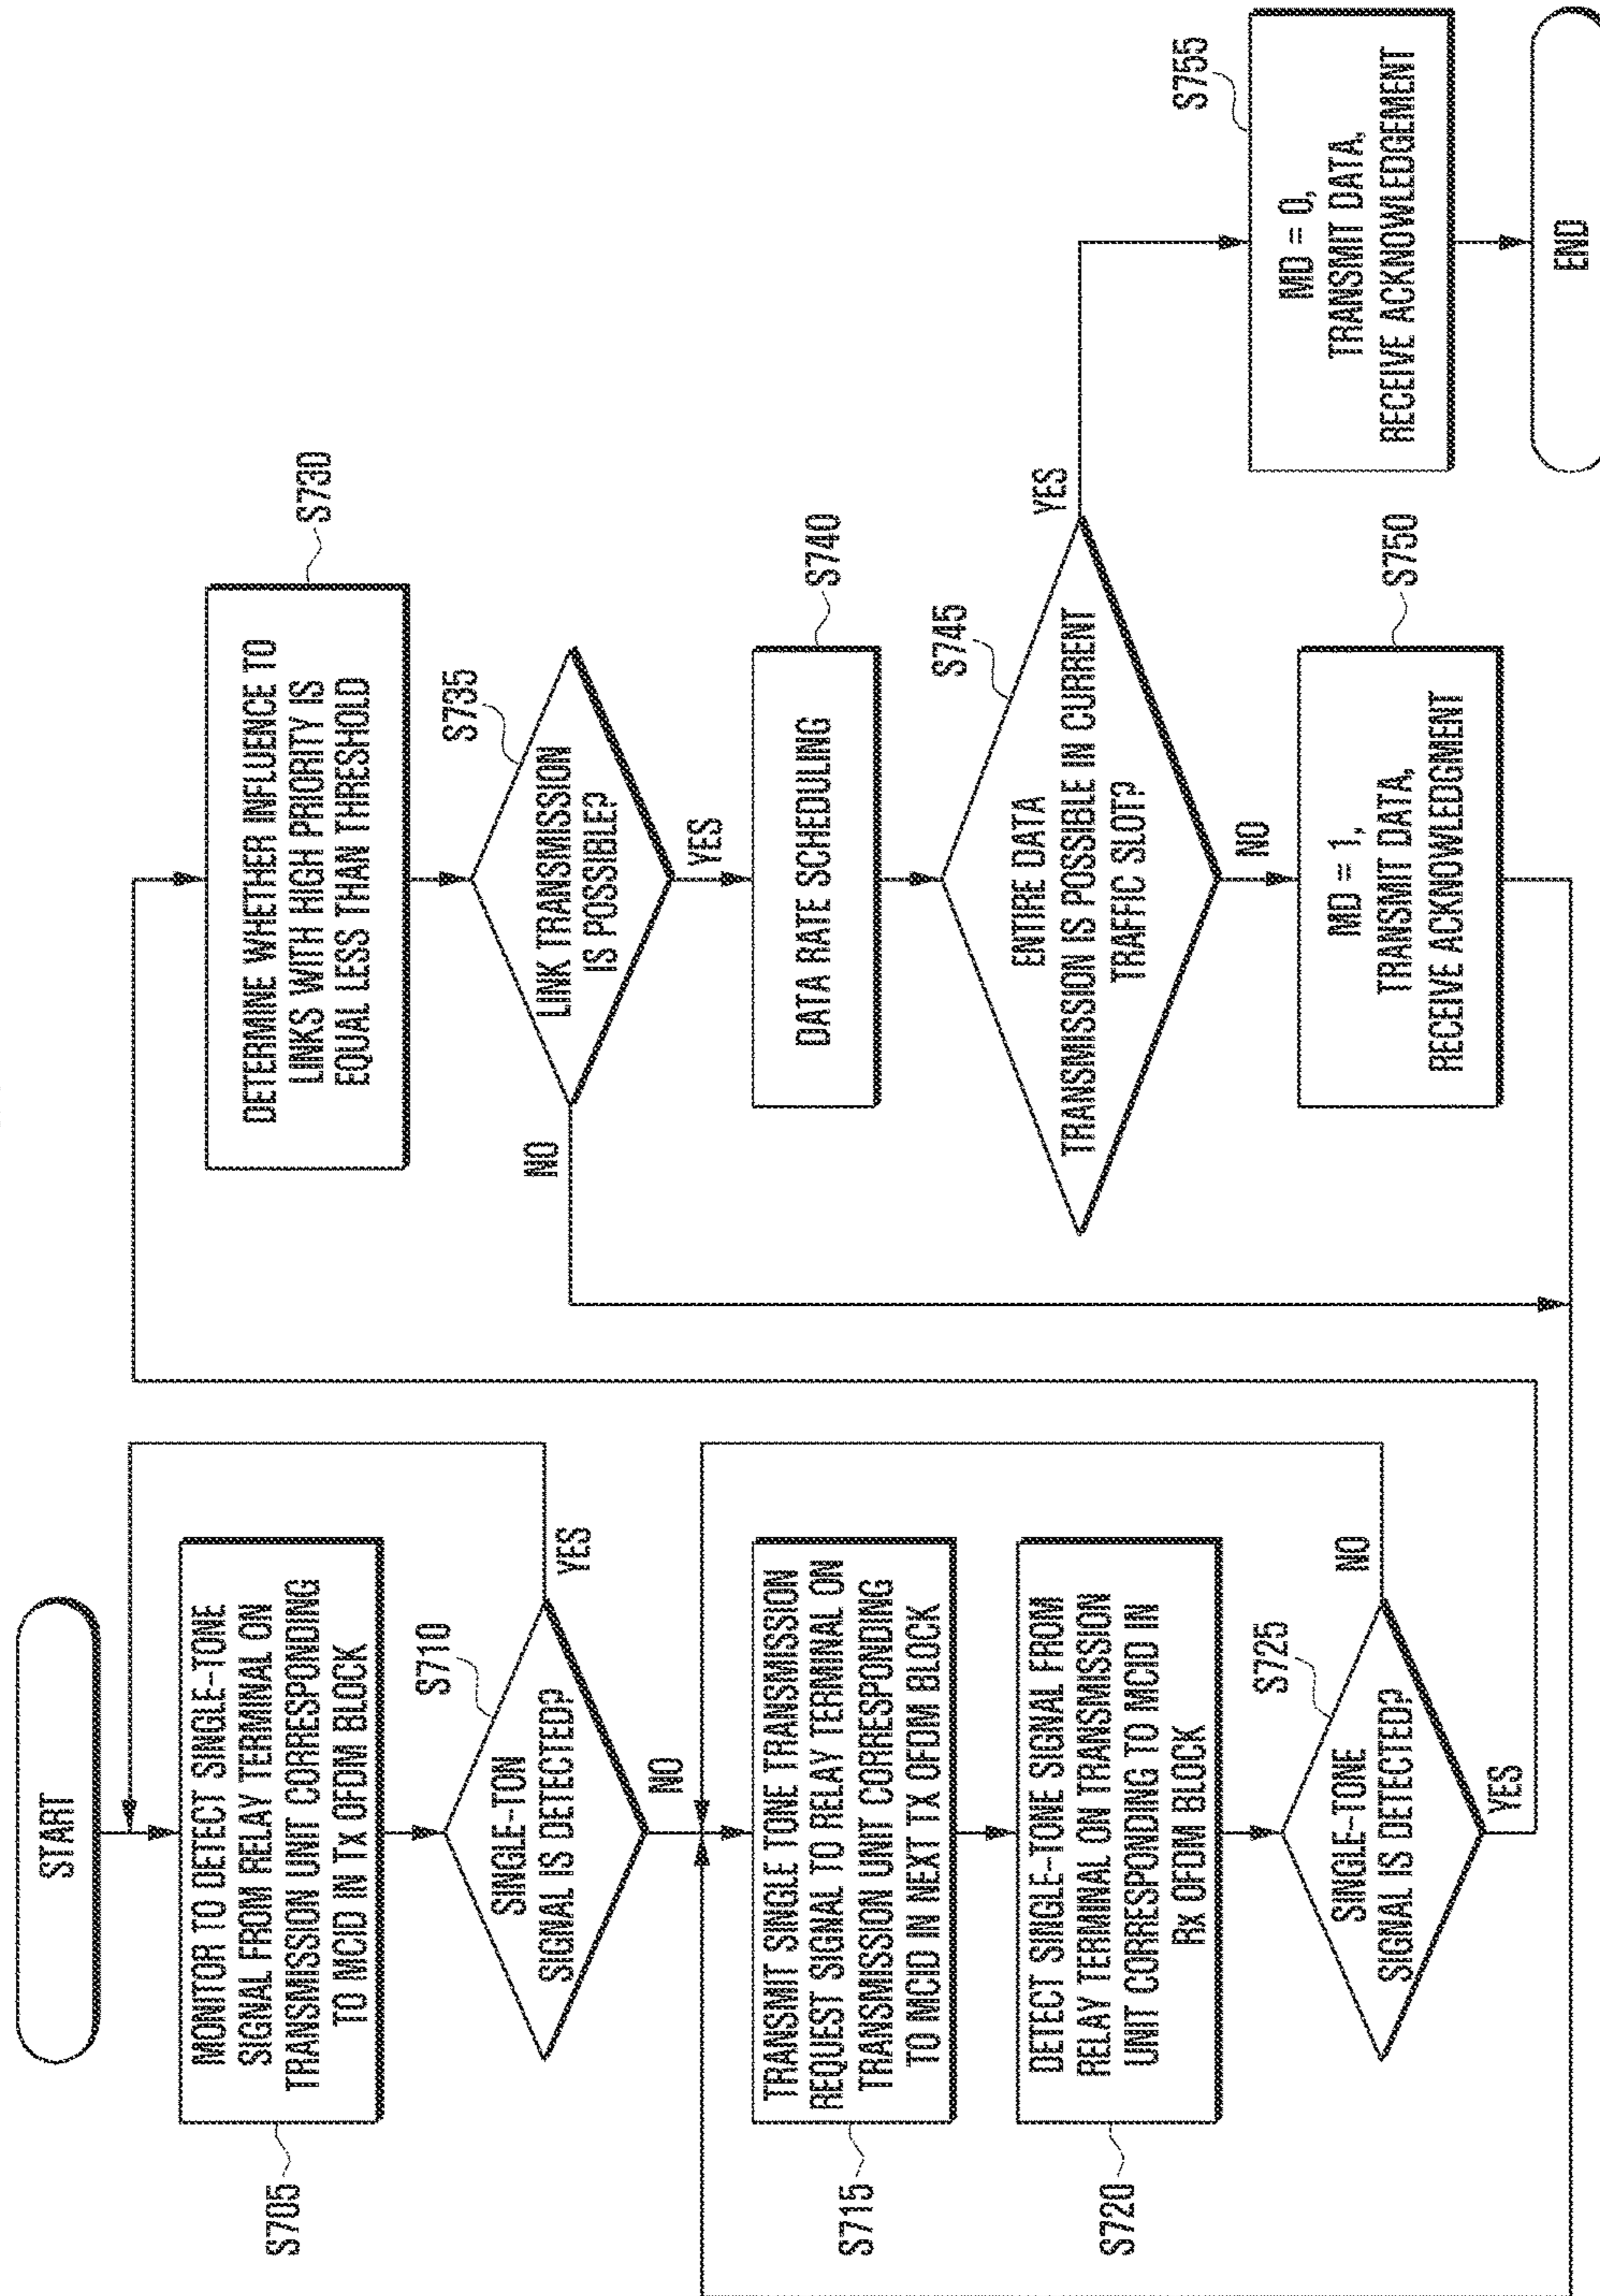 START
MONITOR TO DETECT SINGLE-TONE
SIGNAL FROM RELAY TERMINAL ON
TRANSMISSION UNIT CORRESPONDING
TO MCID IN Tx OFDM BLOCK
S705
S710
SINGLE-TON
SIGNAL IS DETECTED?
YES
NO
TRANSMIT SINGLE TONE TRANSMISSION
REQUEST SIGNAL TO RELAY TERMINAL ON
TRANSMISSION UNIT CORRESPONDING
TO MCID IN NEXT TX OFDM BLOCK
S715
DETECT SINGLE-TONE SIGNAL FROM
RELAY TERMINAL ON TRANSMISSION
UNIT CORRESPONDING TO MCID IN
Rx OFDM BLOCK
S720
S725
SINGLE-TONE
SIGNAL IS DETECTED?
NO
YES
DETERMINE WHETHER INFLUENCE TO
LINKS WITH HIGH PRIORITY IS
EQUAL LESS THAN THRESHOLD
S730
S735
LINK TRANSMISSION
IS POSSIBLE?
NO
YES
DATA RATE SCHEDULING
S740
S745
ENTIRE DATA
TRANSMISSION IS POSSIBLE IN CURRENT
TRAFFIC SLOT?
YES
NO
MD = 1,
TRANSMIT DATA,
RECEIVE ACKNOWLEDGMENT
S750
S755
MD = 0,
TRANSMIT DATA,
RECEIVE ACKNOWLEDGEMENT
END